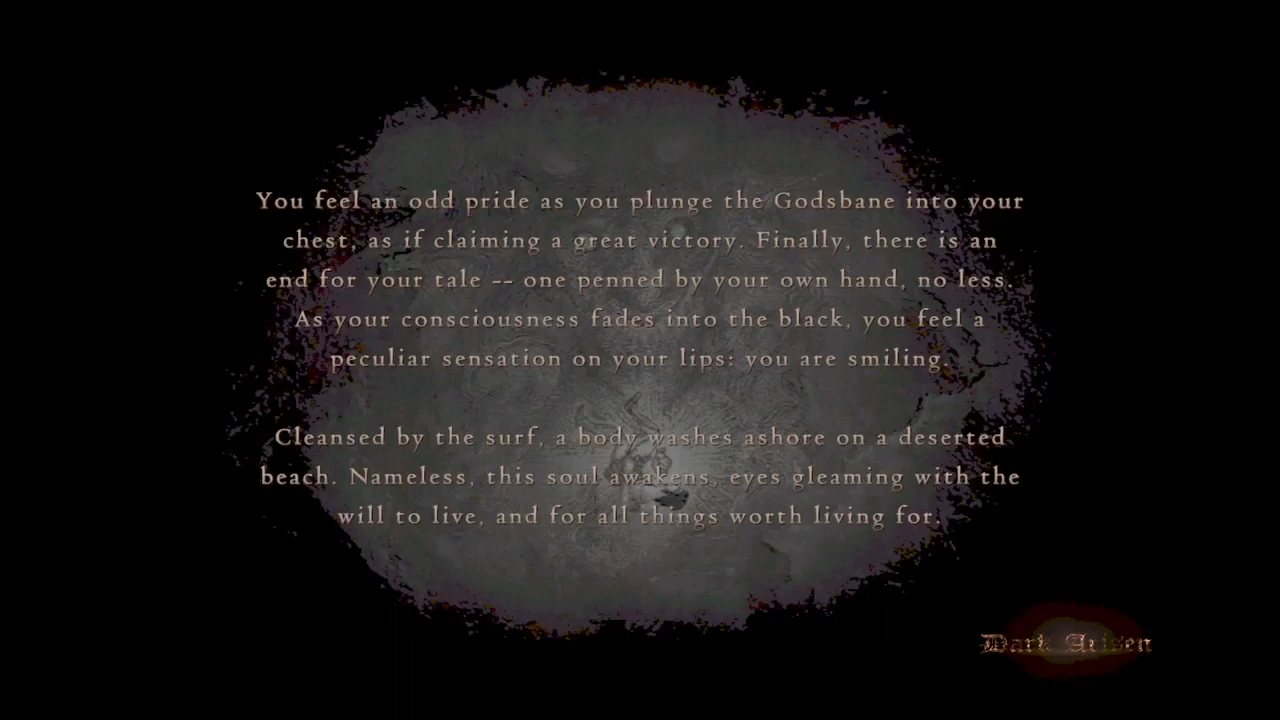 You feel an odd pride as you plunge the Godsbane into your
chest, as if claiming a great victory. Finally, there is an
end for your tale -- one penned by your own hand, no less.
As your consciousness fades into the black, you feel a
peculiar sensation on your lips: you are smiling.
Cleansed by the surf, a body washes ashore on a deserted
beach. Nameless, this soul awakens, eyes gleaming with the
will to live, and for all things worth living for.
Dark Arisen